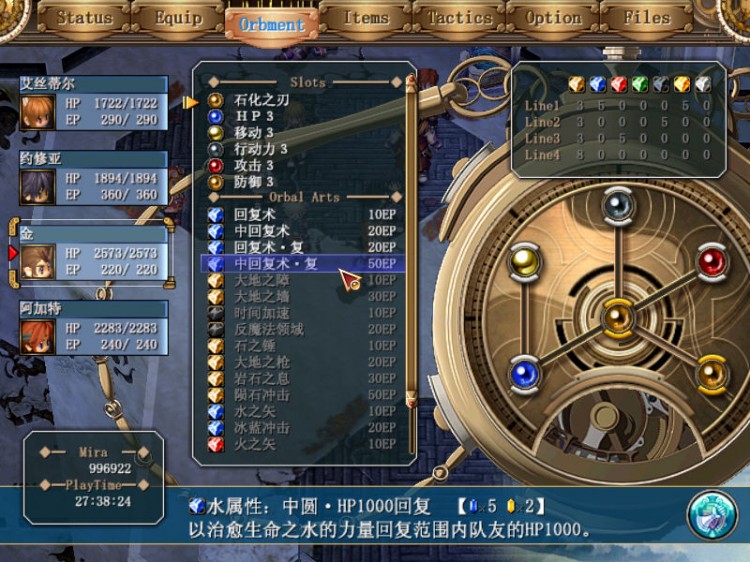 Status Equip Orbment Items Tactics Option Files
艾丝蒂尔
HP 1722/1722
EP 290/ 290
约修亚
HP 1894/1894
EP 360/ 360
金
HP 2573/2573
EP 220/ 220
阿加特
HP 2283/2283
EP 240/ 240
Mira
996922
PlayTime
27:38:24
Slots
石化之刃
HP 3
移动 3
行动力 3
攻击 3
防御 3
Orbal Arts
回复术 10EP
中回复术 20EP
回复术・复 20EP
中回复术・复 50EP
大地之障 10EP
大地之墙 30EP
时间加速 10EP
反魔法领域 20EP
石之锤 10EP
大地之枪 20EP
岩石之息 30EP
陨石冲击 50EP
水之矢 10EP
冰蓝冲击 20EP
火之矢 10EP
Line1 3 5 0 0 0 5 0
Line2 3 0 0 0 5 0 0
Line3 3 0 5 0 0 0 0
Line4 8 0 0 0 0 0 0
水属性：中圆・HP1000回复 【×5 ×2】
以治愈生命之水的力量回复范围内队友的HP1000。